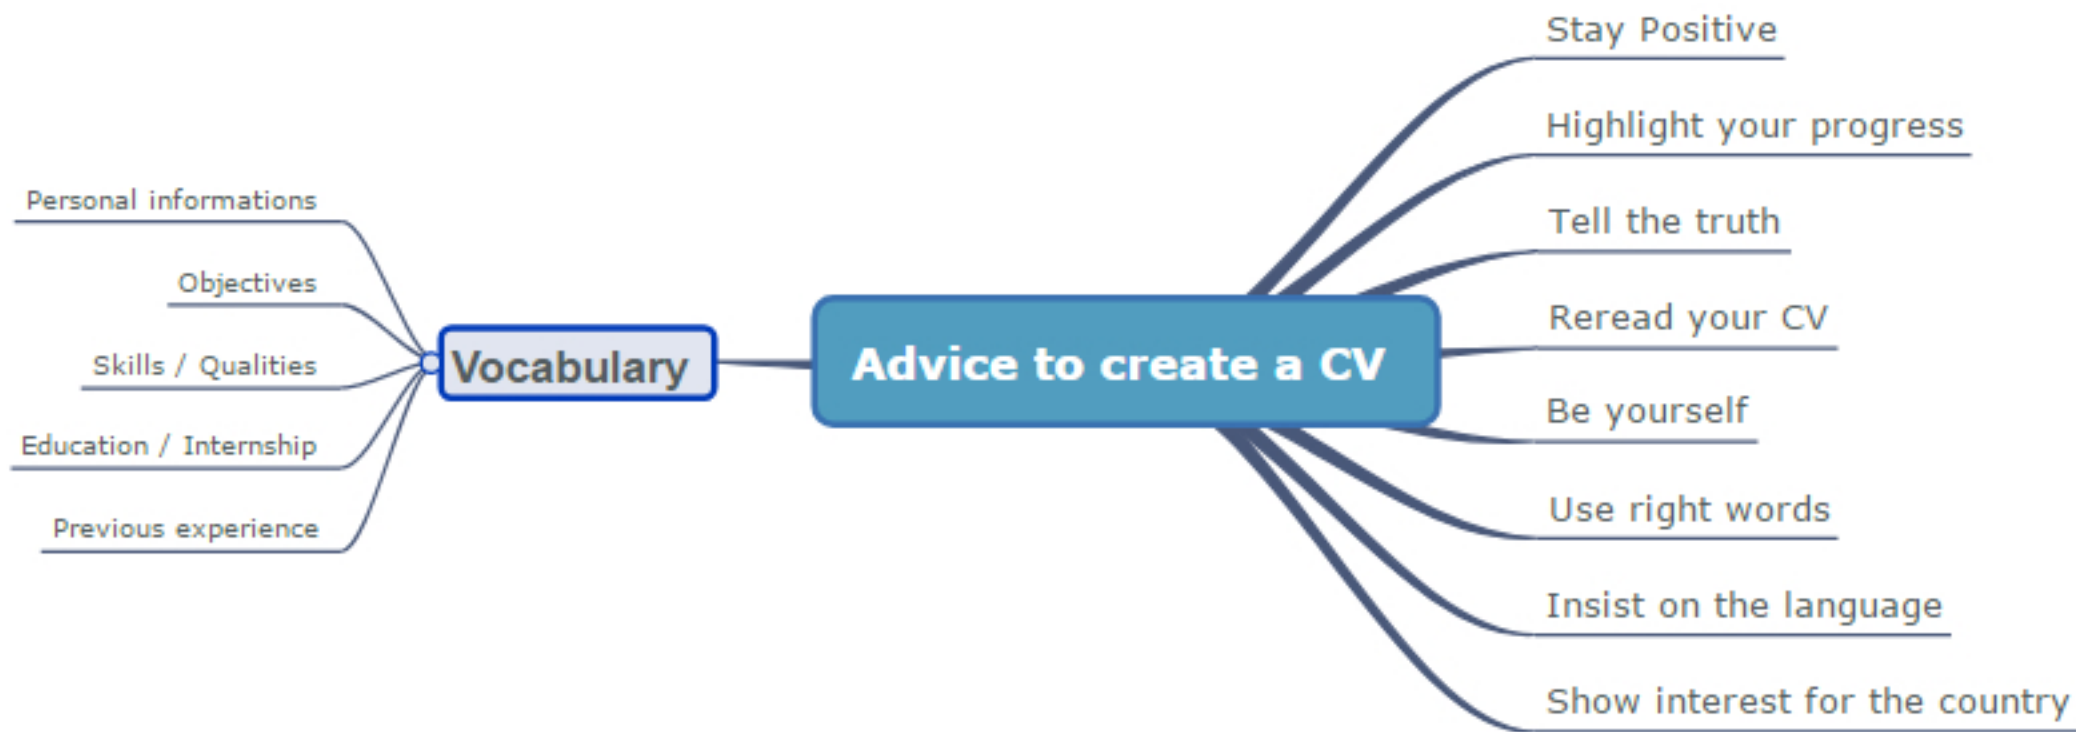 Advice to create a CV
Vocabulary
Personal informations
Objectives
Skills / Qualities
Education / Internship
Previous experience
Stay Positive
Highlight your progress
Tell the truth
Reread your CV
Be yourself
Use right words
Insist on the language
Show interest for the country